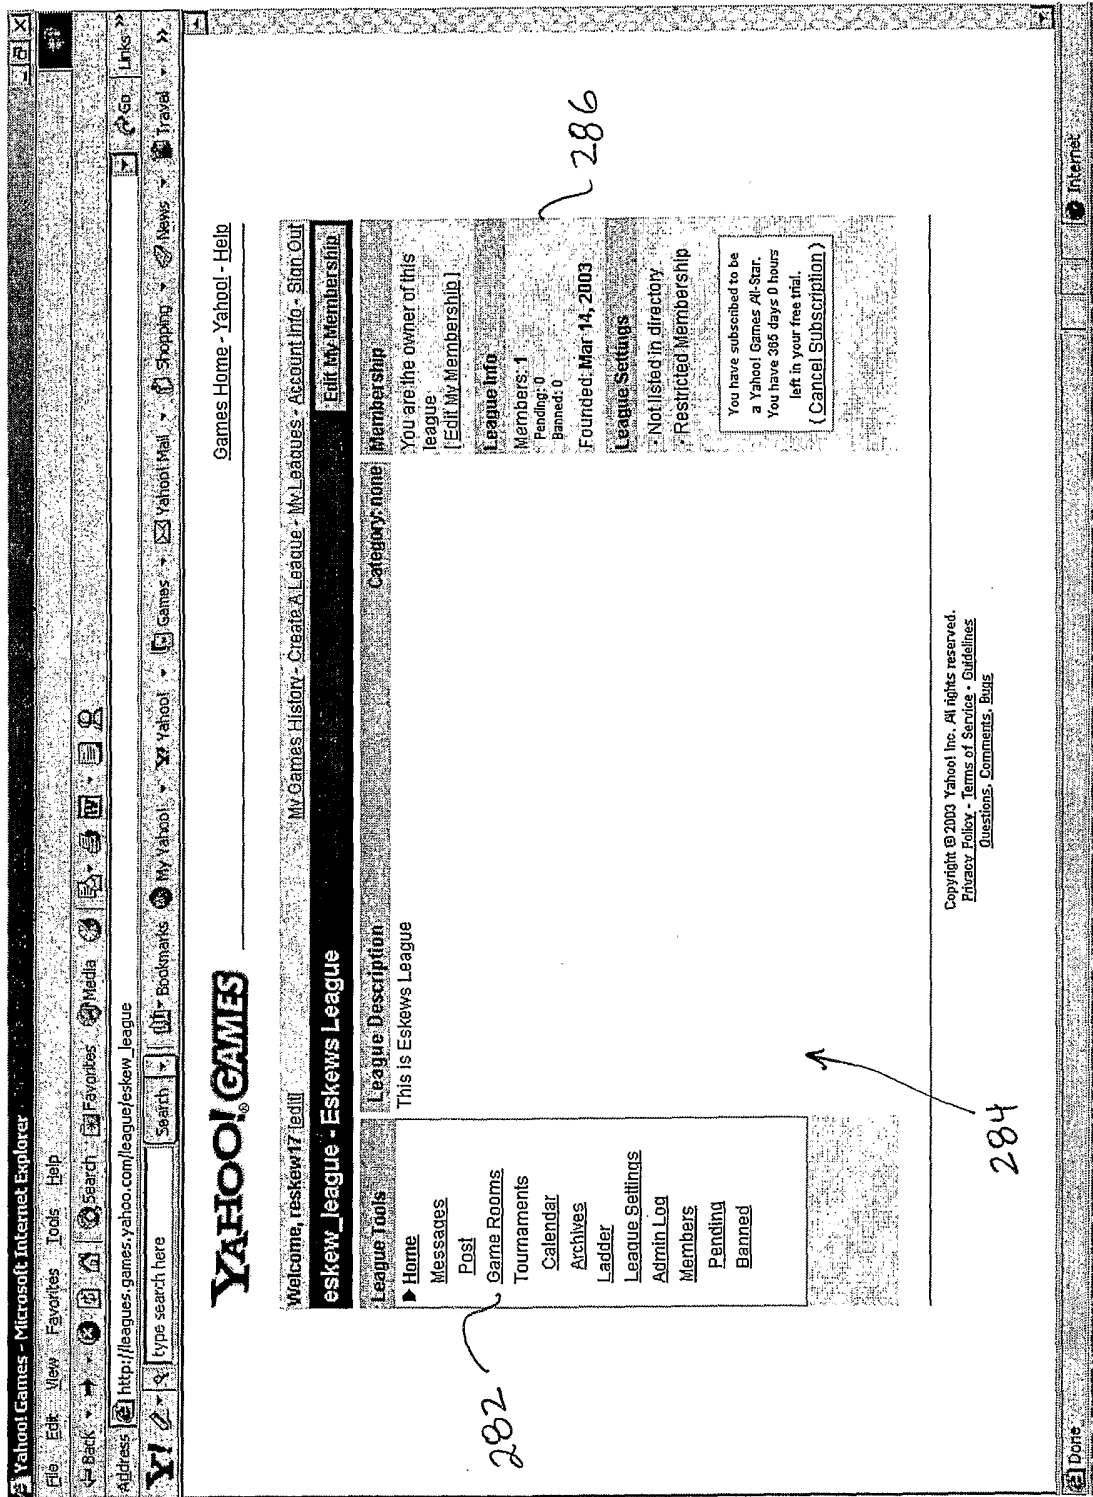 Yahoo! Games - Microsoft Internet Explorer
File Edit View Favorites Tools Help
Back Search Favorites Media
Address http://leagues.games.yahoo.com/league/eskew_league Go Links »
Y! type search here Search Bookmarks My Yahoo! Yahoo! Games Yahoo! Mail Shopping News Travel »
YAHOO! GAMES
Games Home - Yahoo! - Help
Welcome, reskew17 [edit]
My Games History - Create A League - My Leagues - Account Info - Sign Out
eskew_league - Eskews League
Edit My Membership
League Tools
Home
Messages
Post
Game Rooms
Tournaments
Calendar
Archives
Ladder
League Settings
Admin Log
Members
Pending
Banned
League Description
Category: none
This is Eskews League
Membership
You are the owner of this
league.
[Edit My Membership]
League Info
Members: 1
Pending: 0
Banned: 0
Founded: Mar 14, 2003
League Settings
• Not listed in directory
• Restricted Membership
You have subscribed to be
a Yahoo! Games All-Star.
You have 365 days 0 hours
left in your free trial.
(Cancel Subscription)
282
284
286
Copyright © 2003 Yahoo! Inc. All rights reserved.
Privacy Policy - Terms of Service - Guidelines
Questions, Comments, Bugs
Done
Internet